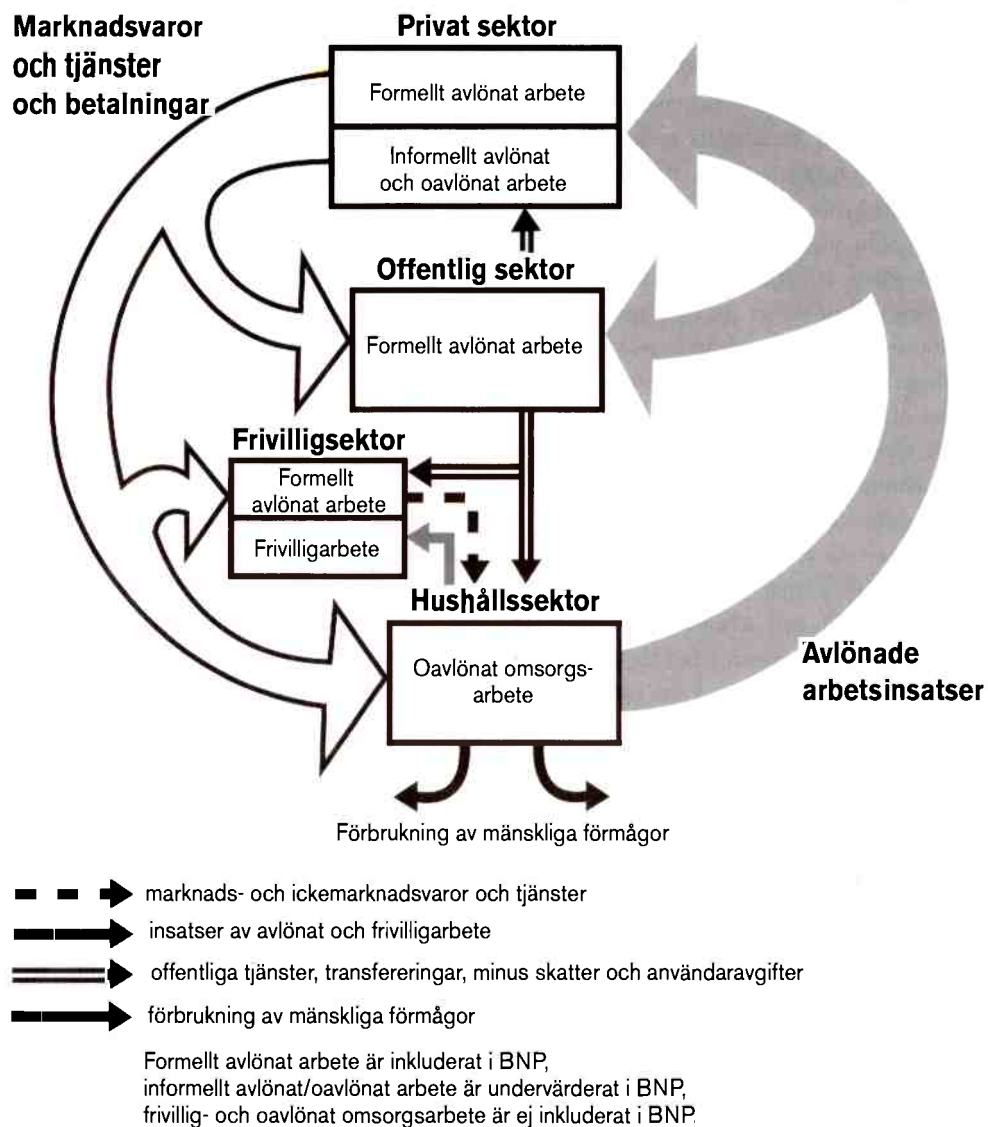 Marknadsvaror
och tjänster
och betalningar
Privat sektor
Formellt avlönat arbete
Informellt avlönat
och oavlönat arbete
Offentlig sektor
Formellt avlönat arbete
Frivilligsektor
Formellt
avlönat arbete
Frivilligarbete
Hushållssektor
Oavlönat omsorgs-
arbete
Avlönade
arbetsinsatser
Förbrukning av mänskliga förmågor
marknads- och ickemarknadsvaror och tjänster
insatser av avlönat och frivilligarbete
offentliga tjänster, transfereringar, minus skatter och användaravgifter
förbrukning av mänskliga förmågor
Formellt avlönat arbete är inkluderat i BNP,
informellt avlönat/oavlönat arbete är undervärderat i BNP,
frivillig- och oavlönat omsorgsarbete är ej inkluderat i BNP.